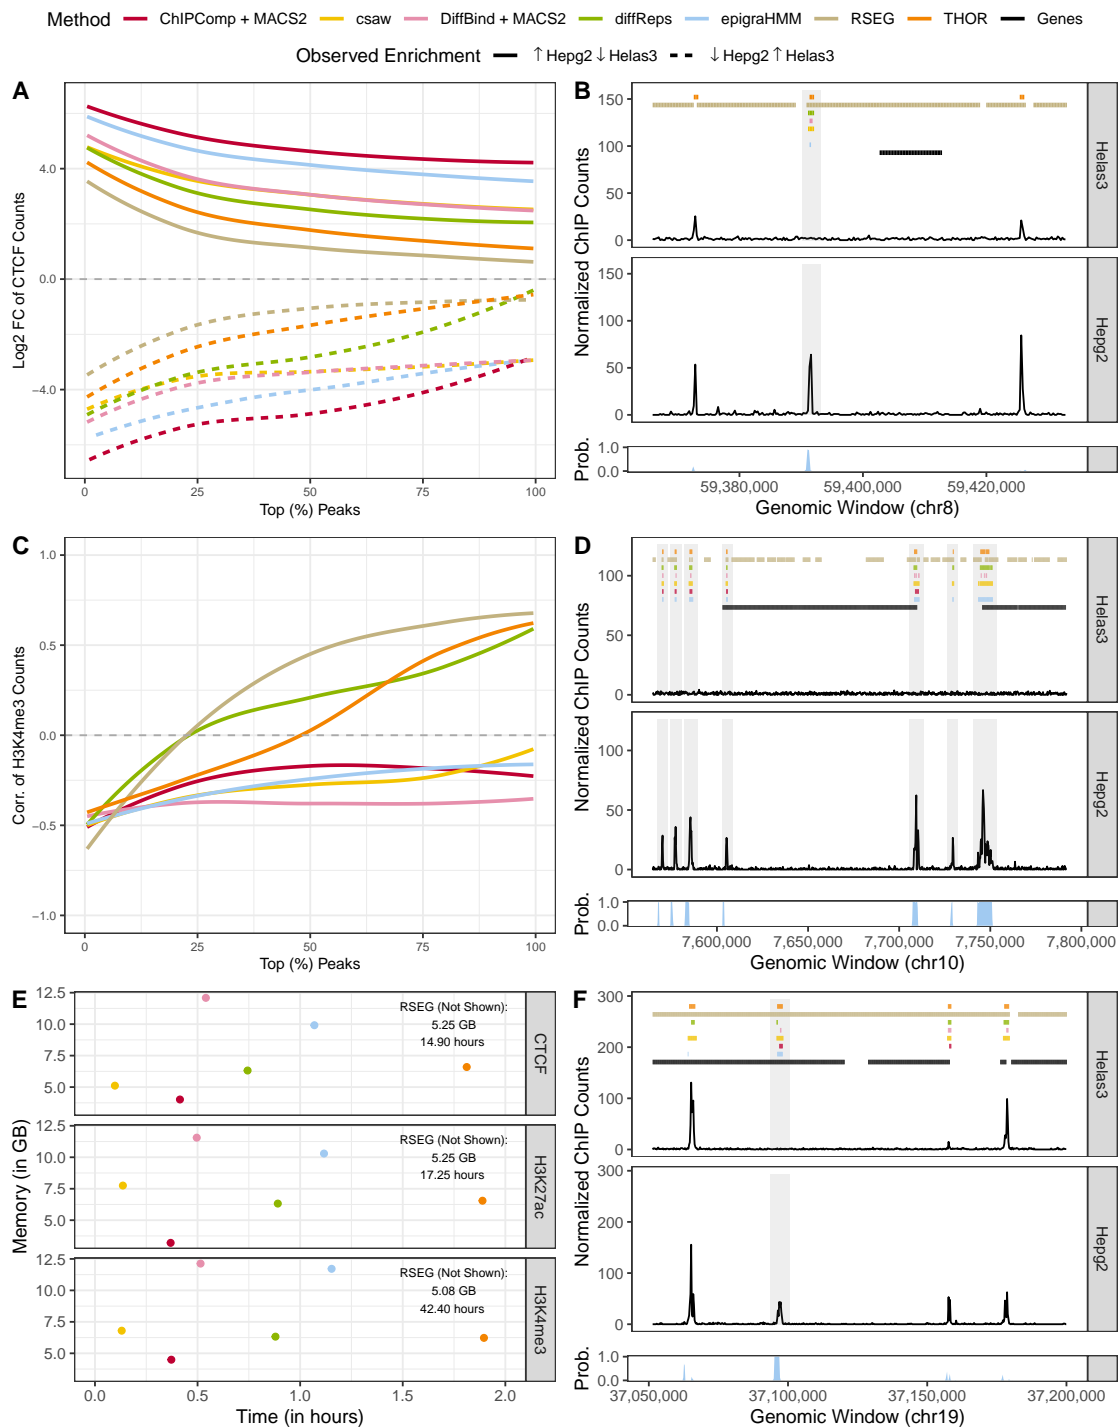 Method ChIPComp + MACS2 csaw DiffBind + MACS2 diffReps epigraHMM RSEG THOR Genes
Observed Enrichment ↑Hepg2↓Helas3 ↓Hepg2↑Helas3
A
Log2 FC of CTCF Counts
4.0
0.0
−4.0
0 25 50 75 100
Top (%) Peaks
B
Normalized ChIP Counts
150
100
50
0
Helas3
150
100
50
0
Hepg2
Prob.
1.0
0.0
59,380,000 59,400,000 59,420,000
Genomic Window (chr8)
C
Corr. of H3K4me3 Counts
1.0
0.5
0.0
−0.5
−1.0
0 25 50 75 100
Top (%) Peaks
D
Normalized ChIP Counts
100
50
0
Helas3
100
50
0
Hepg2
Prob.
1.0
0.0
7,600,000 7,650,000 7,700,000 7,750,000 7,800,000
Genomic Window (chr10)
E
Memory (in GB)
12.5
10.0
7.5
5.0
RSEG (Not Shown):
5.25 GB
14.90 hours
CTCF
12.5
10.0
7.5
5.0
RSEG (Not Shown):
5.25 GB
17.25 hours
H3K27ac
12.5
10.0
7.5
5.0
RSEG (Not Shown):
5.08 GB
42.40 hours
H3K4me3
0.0 0.5 1.0 1.5 2.0
Time (in hours)
F
Normalized ChIP Counts
300
200
100
0
Helas3
300
200
100
0
Hepg2
Prob.
1.0
0.0
37,050,000 37,100,000 37,150,000 37,200,000
Genomic Window (chr19)